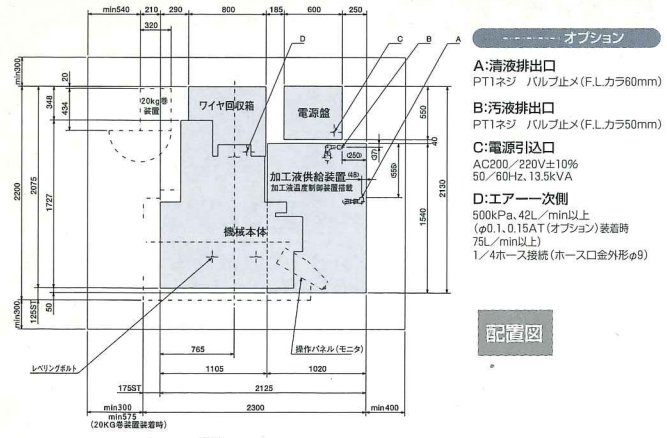 min540 210 290 800 185 600 250
320
D C B A
min300
20
348
434
2075
1727
2200
min300
125ST
50
20kg巻
装置
ワイヤ回収箱
電源盤
550
40
(37)
(250)
(555)
(48)
2130
1540
加工液供給装置
加工液温度制御装置搭載
機械本体
操作パネル(モニタ)
レベリングボルト
765
1105 1020
175ST 2125
min300 2300 min400
min575
(20KG巻装置装着時)
オプション
A:清液排出口
PT1ネジ バルブ止メ(F.L.カラ60mm)
B:汚液排出口
PT1ネジ バルブ止メ(F.L.カラ50mm)
C:電源引込口
AC200/220V±10%
50/60Hz、13.5kVA
D:エアー一次側
500kPa、42L/min以上
(φ0.1、0.15AT(オプション)装着時
75L/min以上)
1/4ホース接続(ホース口金外形φ9)
配置図